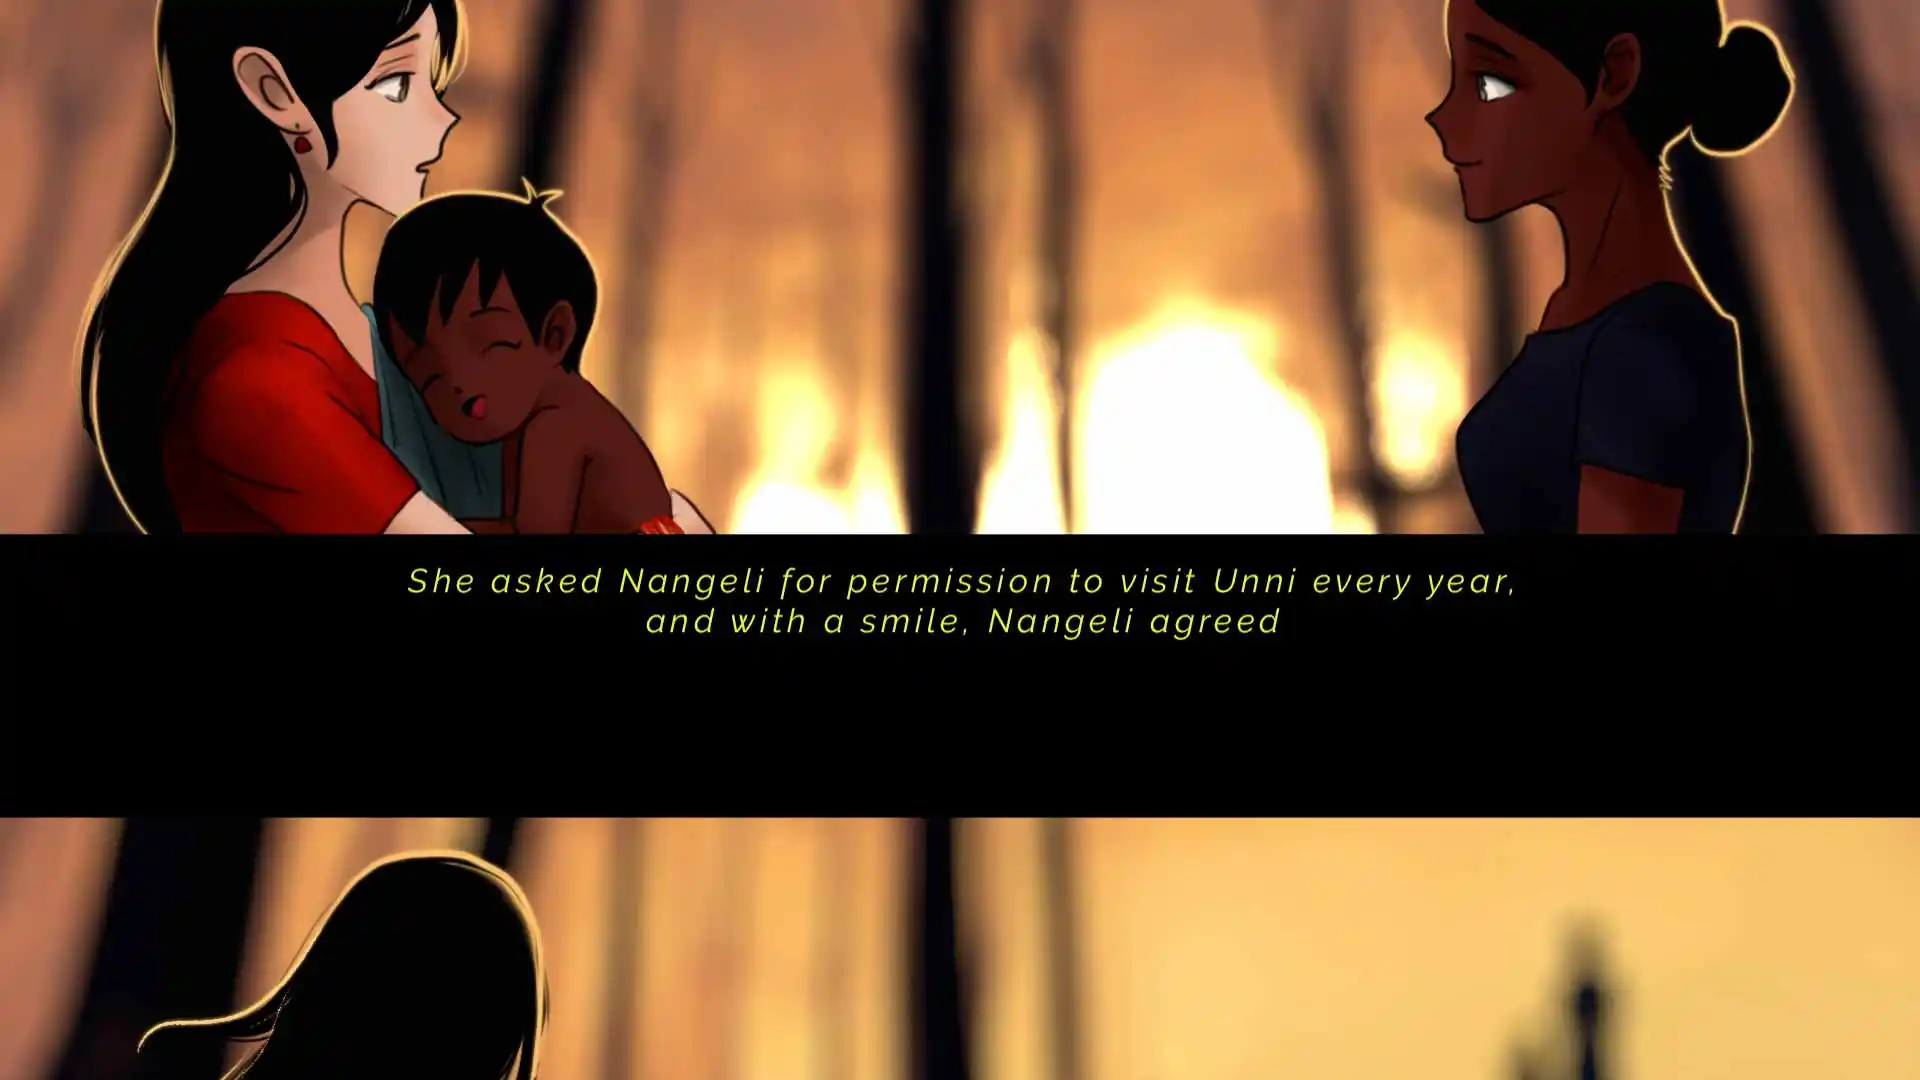 She asked Nangeli for permission to visit Unni every year,
and with a smile, Nangeli agreed